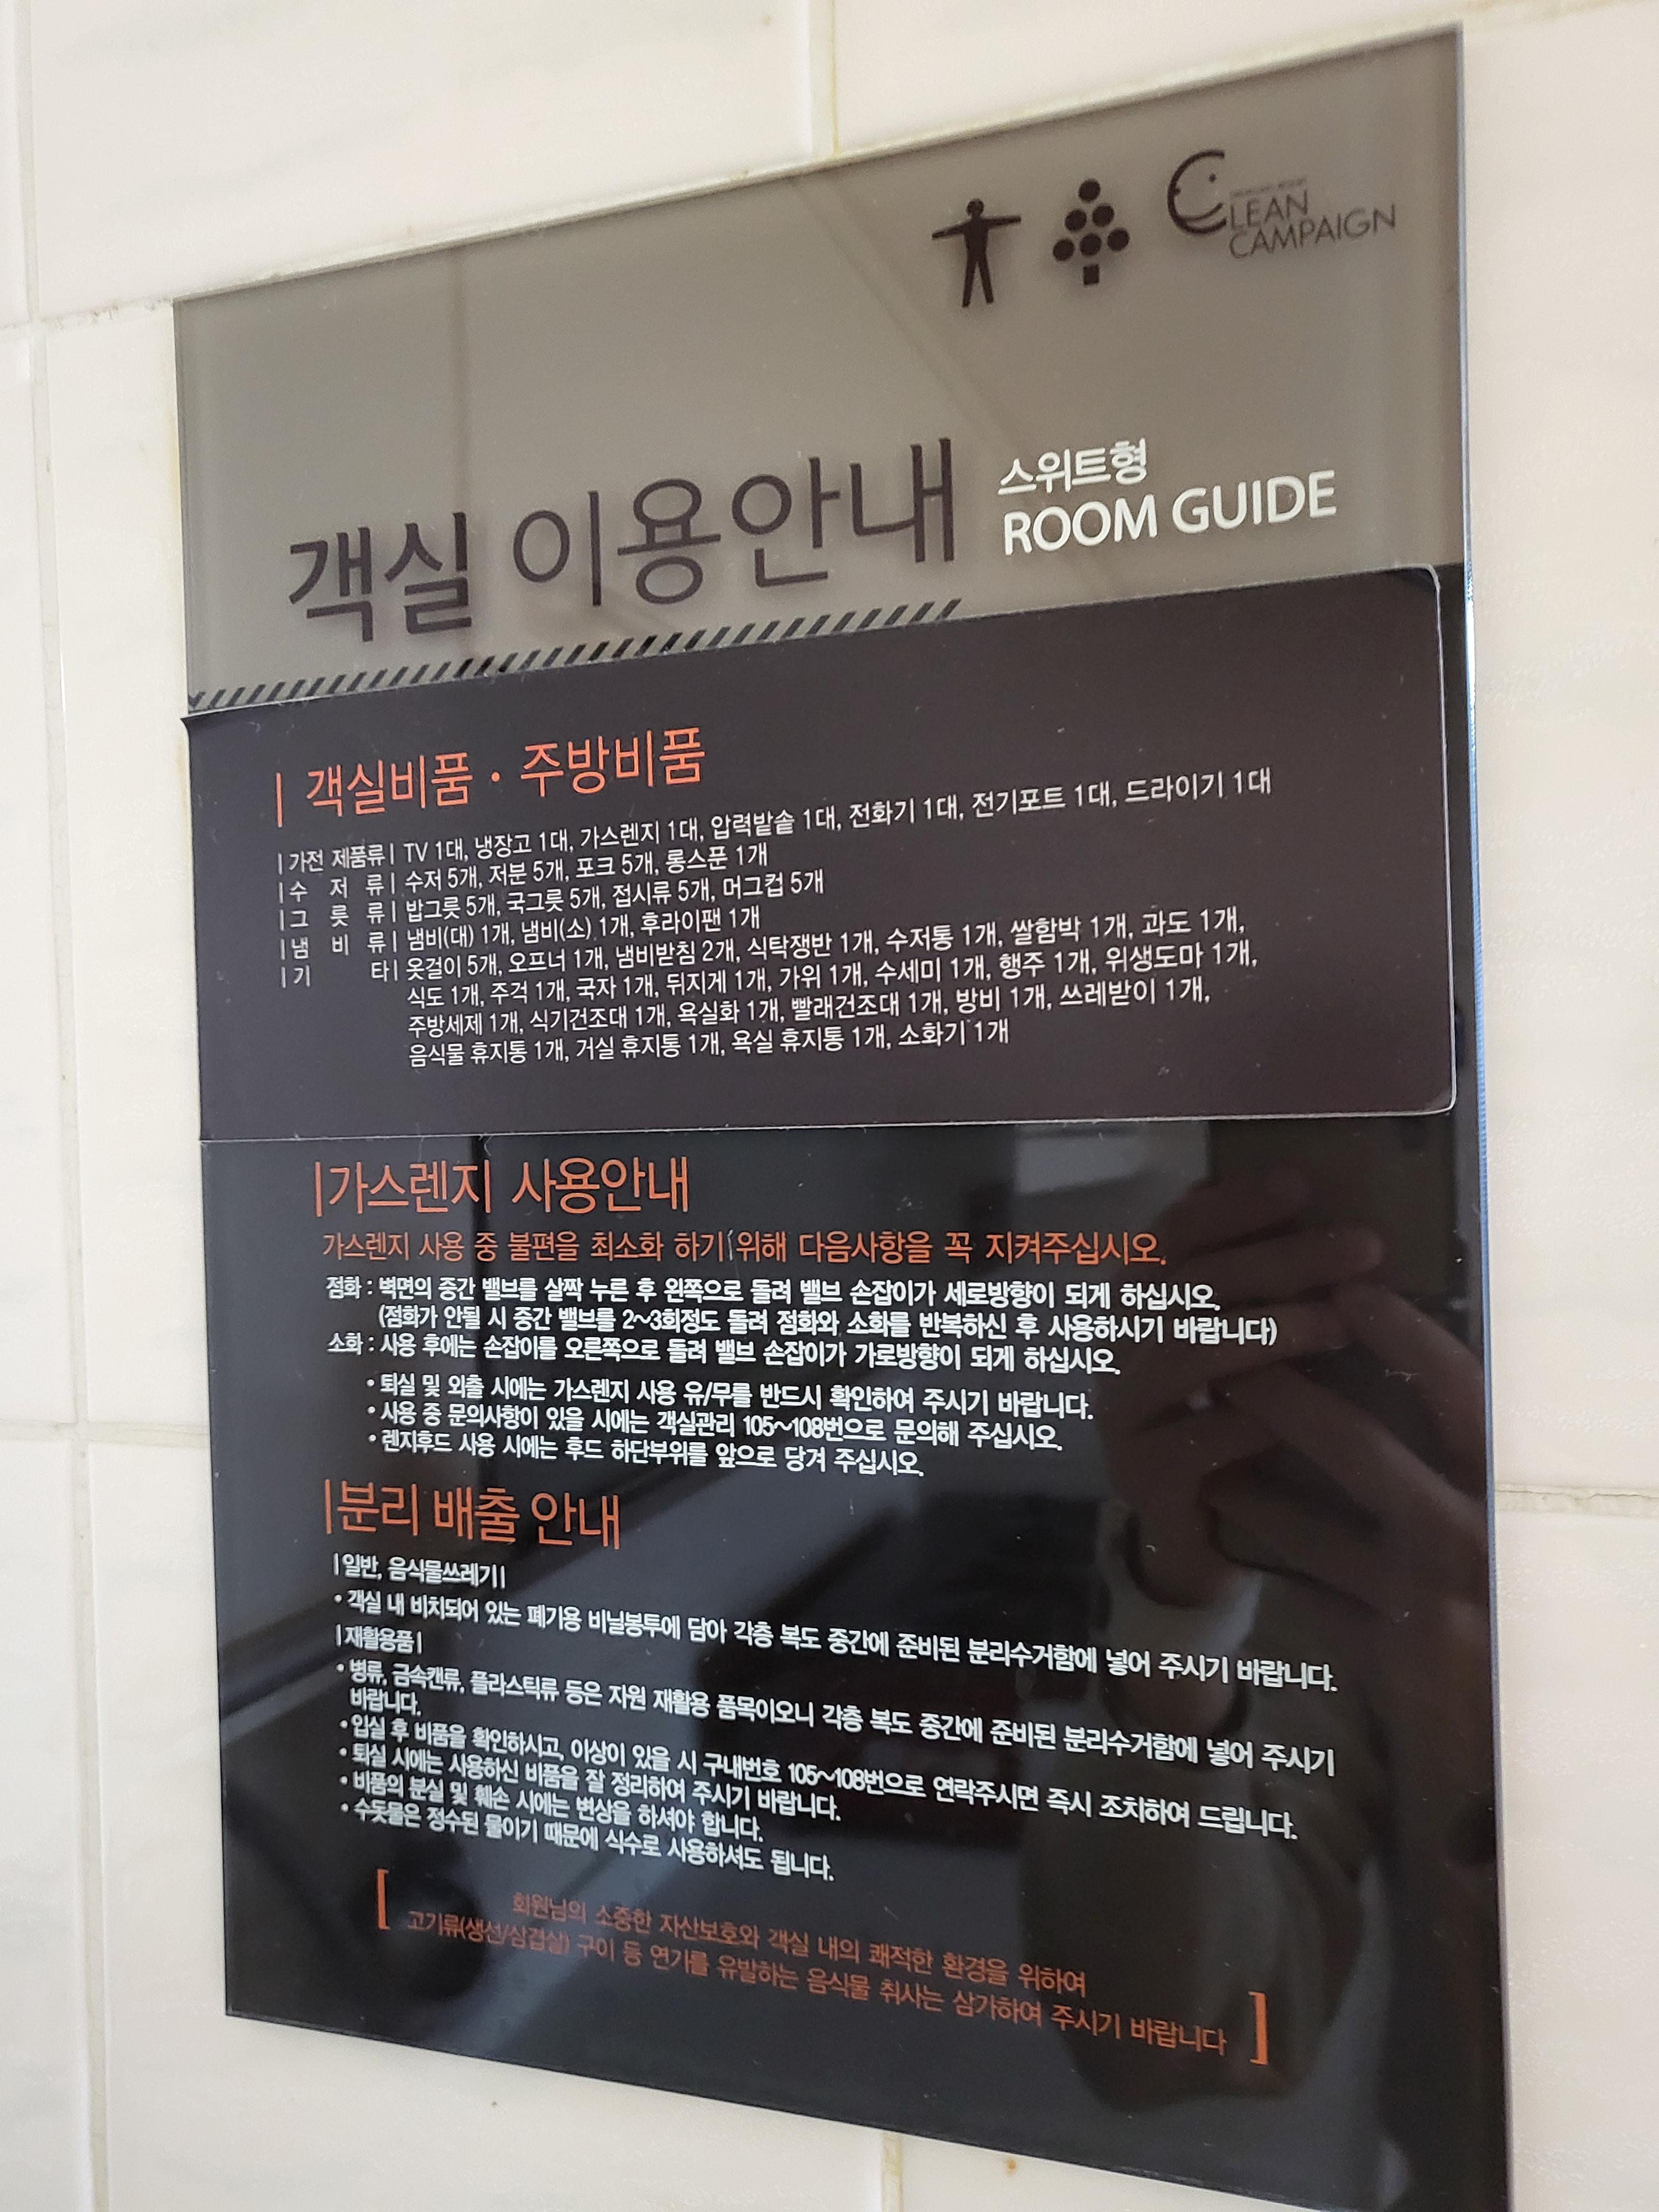 CLEAN
CAMPAIGN
객실 이용안내
스위트형
ROOM GUIDE
| 객실비품 · 주방비품
|가전 제품류| TV 1대, 냉장고 1대, 가스렌지 1대, 압력밭솥 1대, 전화기 1대, 전기포트 1대, 드라이기 1대
|수 저 류| 수저 5개, 저분 5개, 포크 5개, 롱스푼 1개
|그 릇 류| 밥그릇 5개, 국그릇 5개, 접시류 5개, 머그컵 5개
|냄 비 류| 냄비(대) 1개, 냄비(소) 1개, 후라이팬 1개
|기 타| 옷걸이 5개, 오프너 1개, 냄비받침 2개, 식탁쟁반 1개, 수저통 1개, 쌀함박 1개, 과도 1개,
식도 1개, 주걱 1개, 국자 1개, 뒤지게 1개, 가위 1개, 수세미 1개, 행주 1개, 위생도마 1개,
주방세제 1개, 식기건조대 1개, 욕실화 1개, 빨래건조대 1개, 방비 1개, 쓰레받이 1개,
음식물 휴지통 1개, 거실 휴지통 1개, 욕실 휴지통 1개, 소화기 1개
|가스렌지 사용안내
가스렌지 사용 중 불편을 최소화 하기 위해 다음사항을 꼭 지켜주십시오.
점화 : 벽면의 중간 밸브를 살짝 누른 후 왼쪽으로 돌려 밸브 손잡이가 세로방향이 되게 하십시오.
(점화가 안될 시 중간 밸브를 2~3회정도 돌려 점화와 소화를 반복하신 후 사용하시기 바랍니다)
소화 : 사용 후에는 손잡이를 오른쪽으로 돌려 밸브 손잡이가 가로방향이 되게 하십시오.
• 퇴실 및 외출 시에는 가스렌지 사용 유/무를 반드시 확인하여 주시기 바랍니다.
• 사용 중 문의사항이 있을 시에는 객실관리 105~108번으로 문의해 주십시오.
• 렌지후드 사용 시에는 후드 하단부위를 앞으로 당겨 주십시오.
|분리 배출 안내
|일반, 음식물쓰레기|
• 객실 내 비치되어 있는 폐기용 비닐봉투에 담아 각층 복도 중간에 준비된 분리수거함에 넣어 주시기 바랍니다.
|재활용품|
• 병류, 금속캔류, 플라스틱류 등은 자원 재활용 품목이오니 각층 복도 중간에 준비된 분리수거함에 넣어 주시기
바랍니다.
• 입실 후 비품을 확인하시고, 이상이 있을 시 구내번호 105~108번으로 연락주시면 즉시 조치하여 드립니다.
• 퇴실 시에는 사용하신 비품을 잘 정리하여 주시기 바랍니다.
• 비품의 분실 및 훼손 시에는 변상을 하셔야 합니다.
• 수돗물은 정수된 물이기 때문에 식수로 사용하셔도 됩니다.
[ 회원님의 소중한 자산보호와 객실 내의 쾌적한 환경을 위하여
고기류(생선/삼겹살) 구이 등 연기를 유발하는 음식물 취사는 삼가하여 주시기 바랍니다 ]